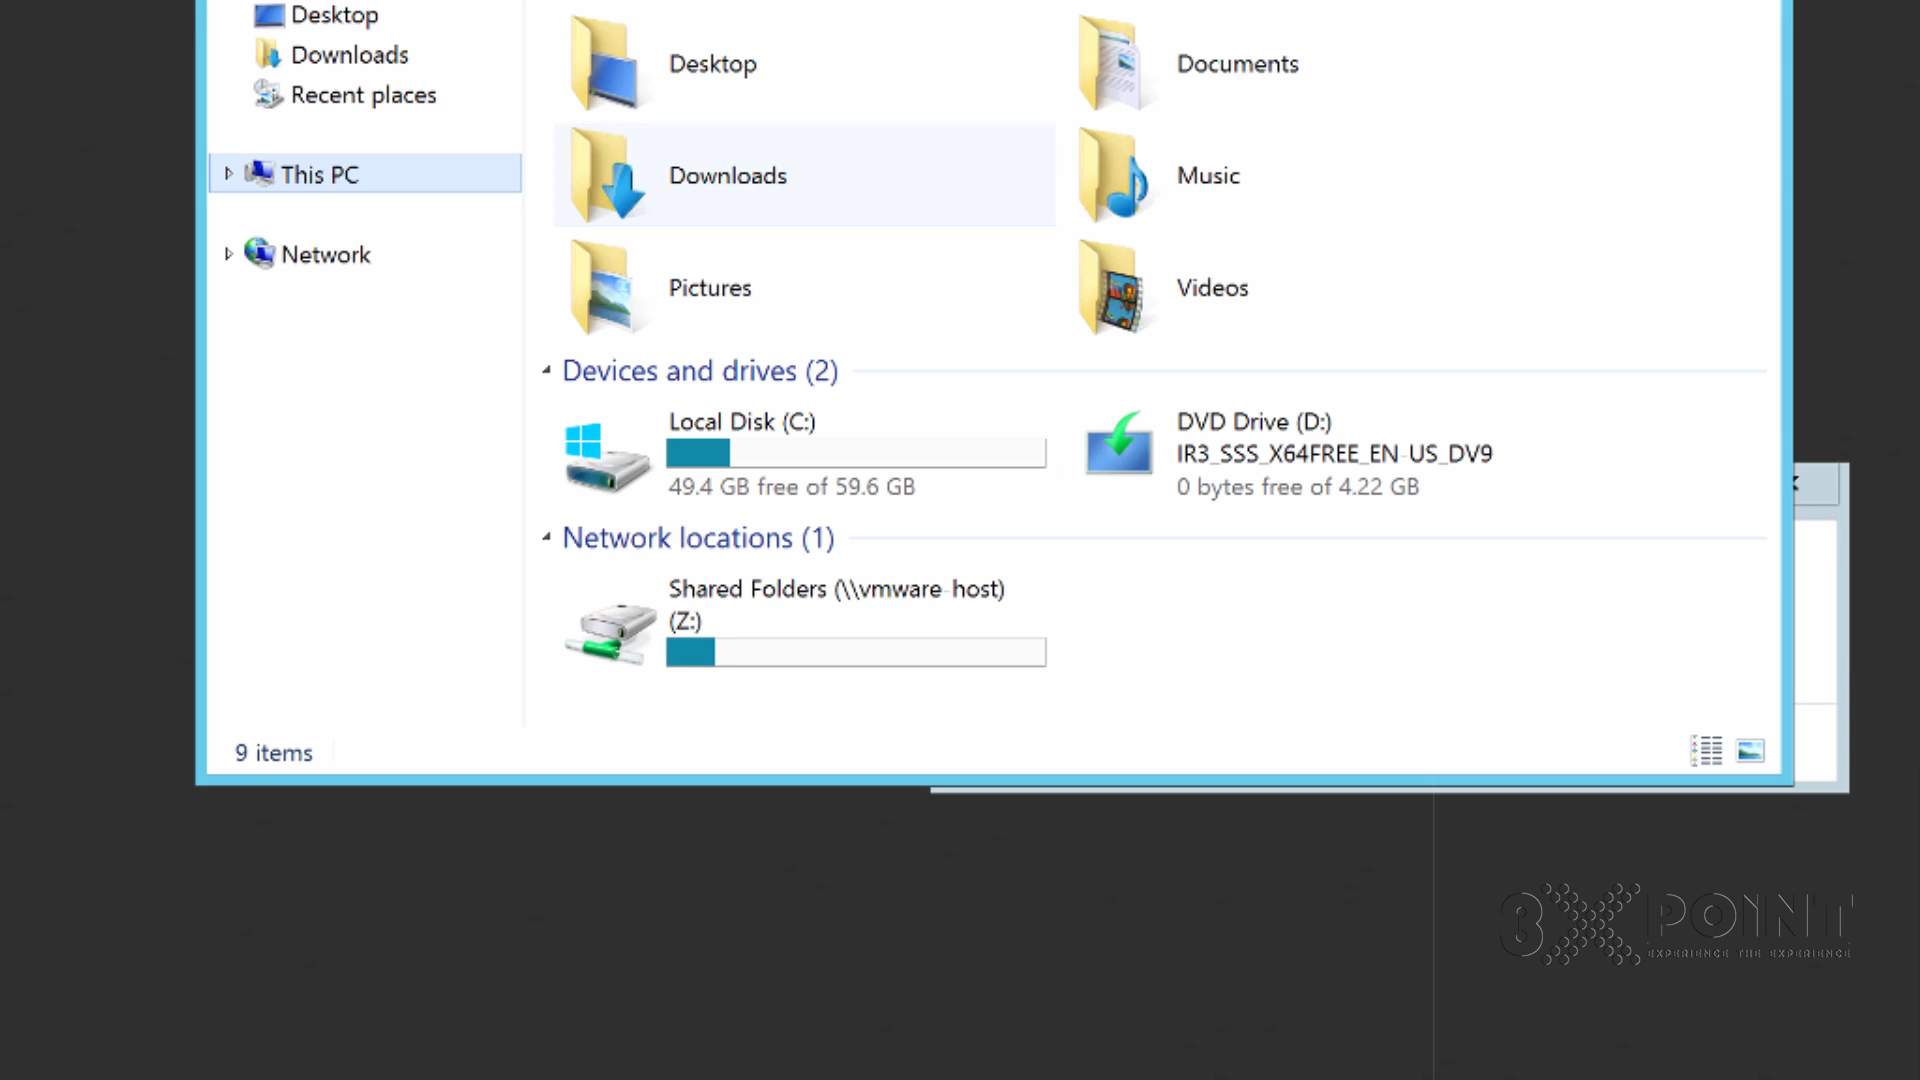 Desktop
Downloads
Recent places
This PC
Network
Desktop
Documents
Downloads
Music
Pictures
Videos
Devices and drives (2)
Local Disk (C:)
49.4 GB free of 59.6 GB
DVD Drive (D:)
IR3_SSS_X64FREE_EN-US_DV9
0 bytes free of 4.22 GB
Network locations (1)
Shared Folders (\\vmware-host)
(Z:)
9 items
3XPOINT
EXPERIENCE THE EXPERIENCE